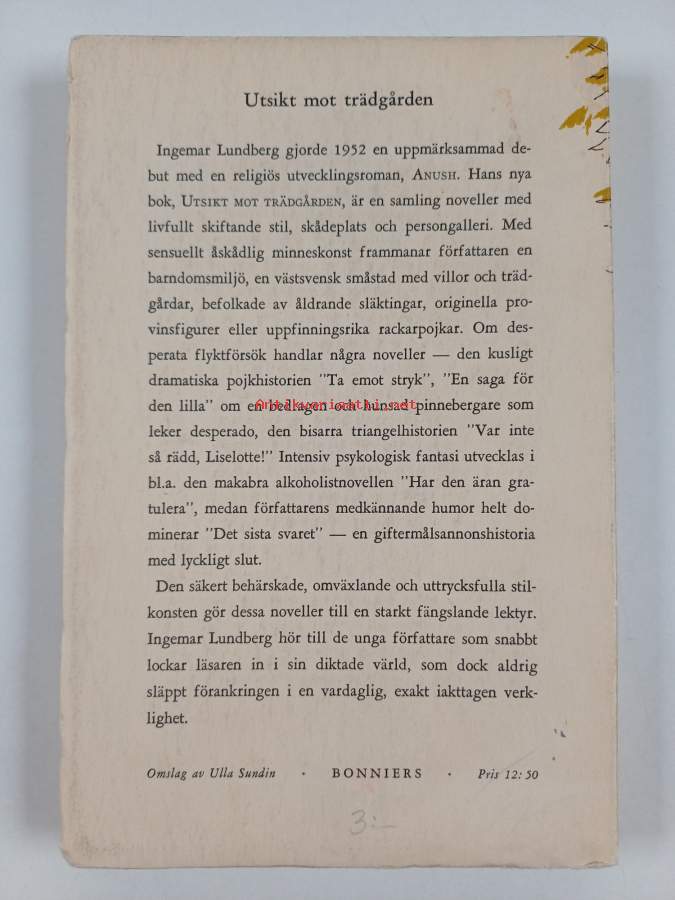 Utsikt mot trädgården
Ingemar Lundberg gjorde 1952 en uppmärksammad de-
but med en religiös utvecklingsroman, ANUSH. Hans nya
bok, UTSIKT MOT TRÄDGÅRDEN, är en samling noveller med
livfullt skiftande stil, skådeplats och persongalleri. Med
sensuellt åskådlig minneskonst frammanar författaren en
barndomsmiljö, en västsvensk småstad med villor och träd-
gårdar, befolkade av åldrande släktingar, originella pro-
vinsfigurer eller uppfinningsrika rackarpojkar. Om des-
perata flyktförsök handlar några noveller — den kusligt
dramatiska pojkhistorien "Ta emot stryk", "En saga för
den lilla" om en bedragen och hunsad pinnebergare som
Antikvariaatti.net
leker desperado, den bisarra triangelhistorien "Var inte
så rädd, Liselotte!" Intensiv psykologisk fantasi utvecklas i
bl.a. den makabra alkoholistnovellen "Har den äran gra-
tulera", medan författarens medkännande humor helt do-
minerar "Det sista svaret" — en giftermålsannonshistoria
med lyckligt slut.
Den säkert behärskade, omväxlande och uttrycksfulla stil-
konsten gör dessa noveller till en starkt fängslande lektyr.
Ingemar Lundberg hör till de unga författare som snabbt
lockar läsaren in i sin diktade värld, som dock aldrig
släppt förankringen i en vardaglig, exakt iakttagen verk-
lighet.
Omslag av Ulla Sundin · BONNIERS · Pris 12:50
3:-